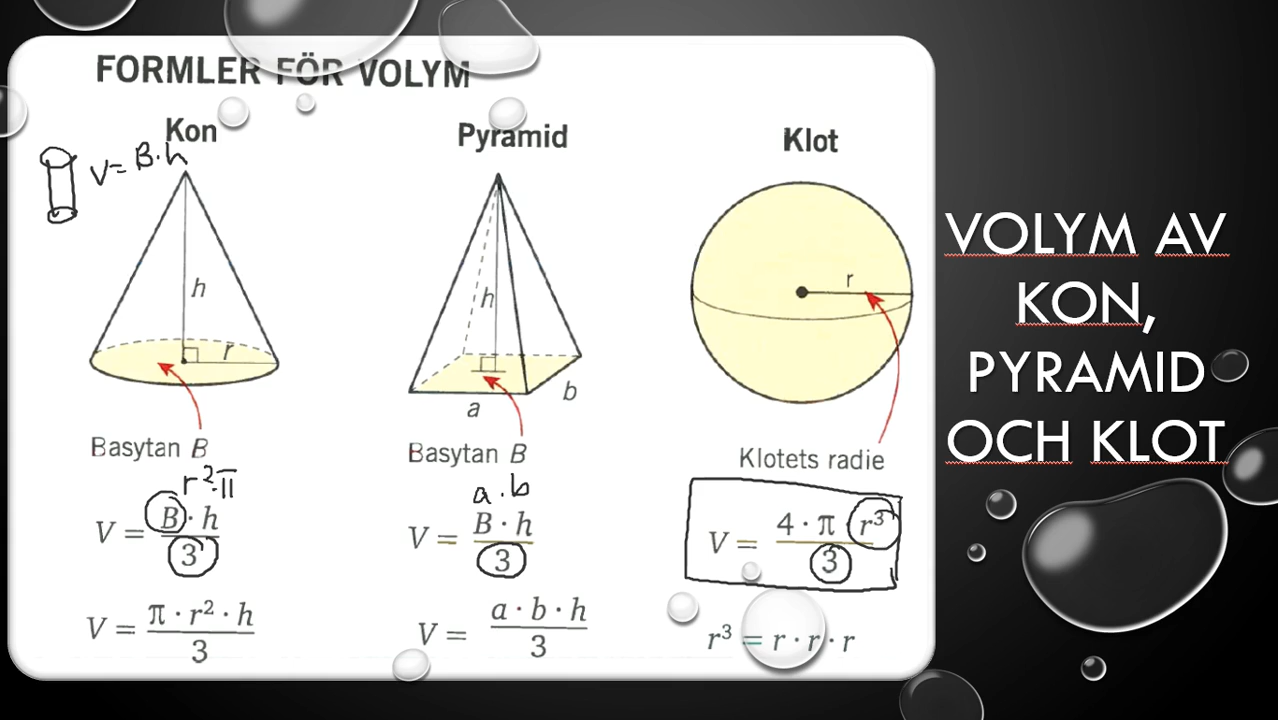 FORMLER FÖR VOLYM
Kon
V = B·h
h
r
Basytan B
r²·π
V = B · h / 3
V = π · r² · h / 3
Pyramid
h
a
b
Basytan B
a·b
V = B · h / 3
V = a · b · h / 3
Klot
r
Klotets radie
V = 4 · π r³ / 3
r³ = r · r · r
VOLYM AV
KON,
PYRAMID
OCH KLOT